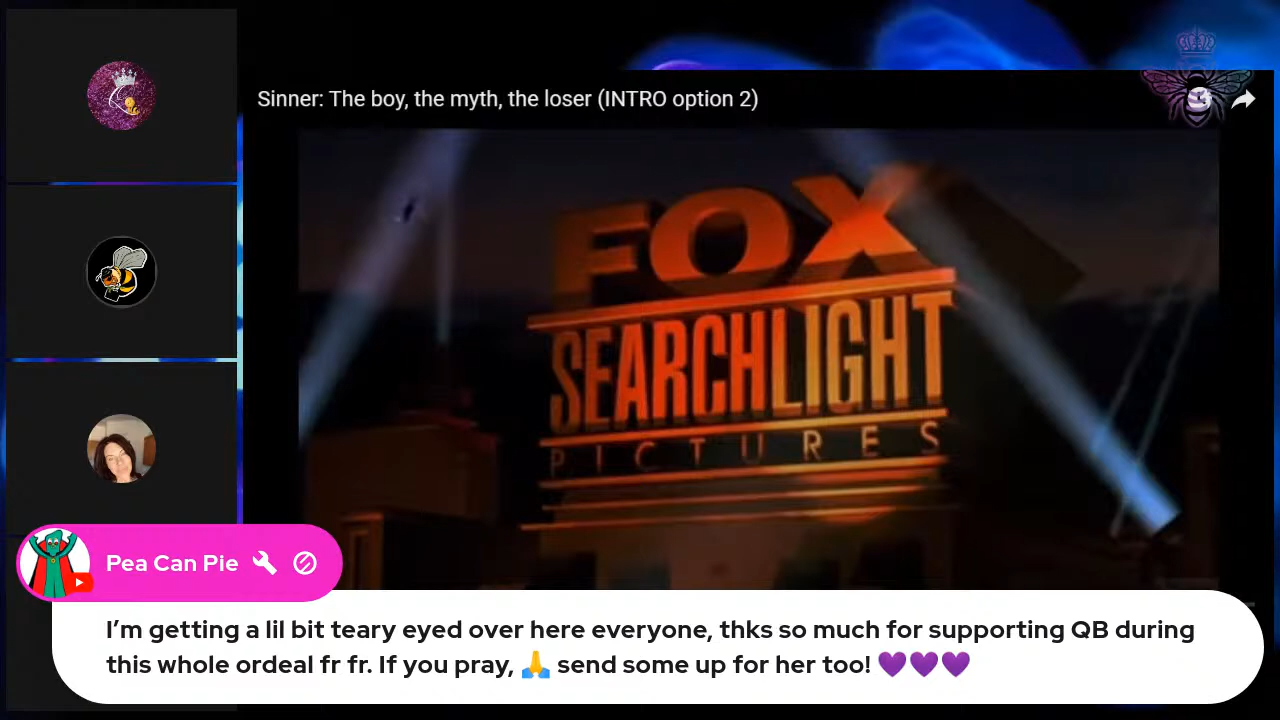 Sinner: The boy, the myth, the loser (INTRO option 2)
FOX
SEARCHLIGHT
PICTURES
Pea Can Pie
I’m getting a lil bit teary eyed over here everyone, thks so much for supporting QB during
this whole ordeal fr fr. If you pray, 🙏 send some up for her too! 💜💜💜